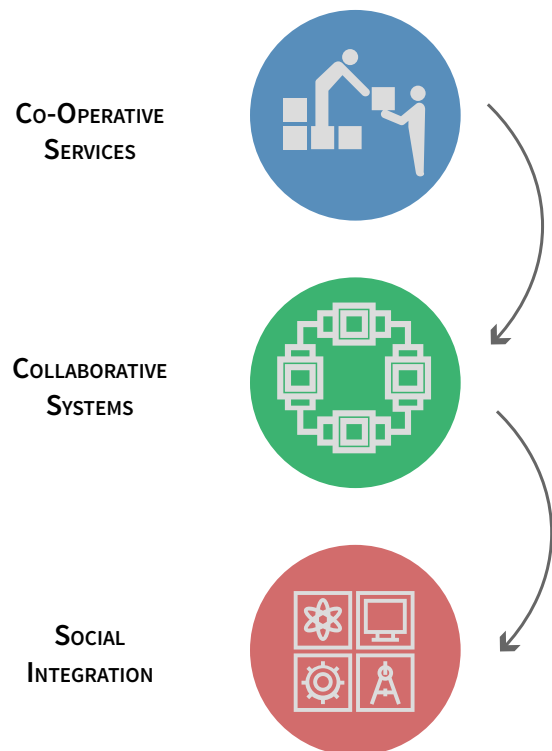 Co-Operative
Services
Collaborative
Systems
Social
Integration